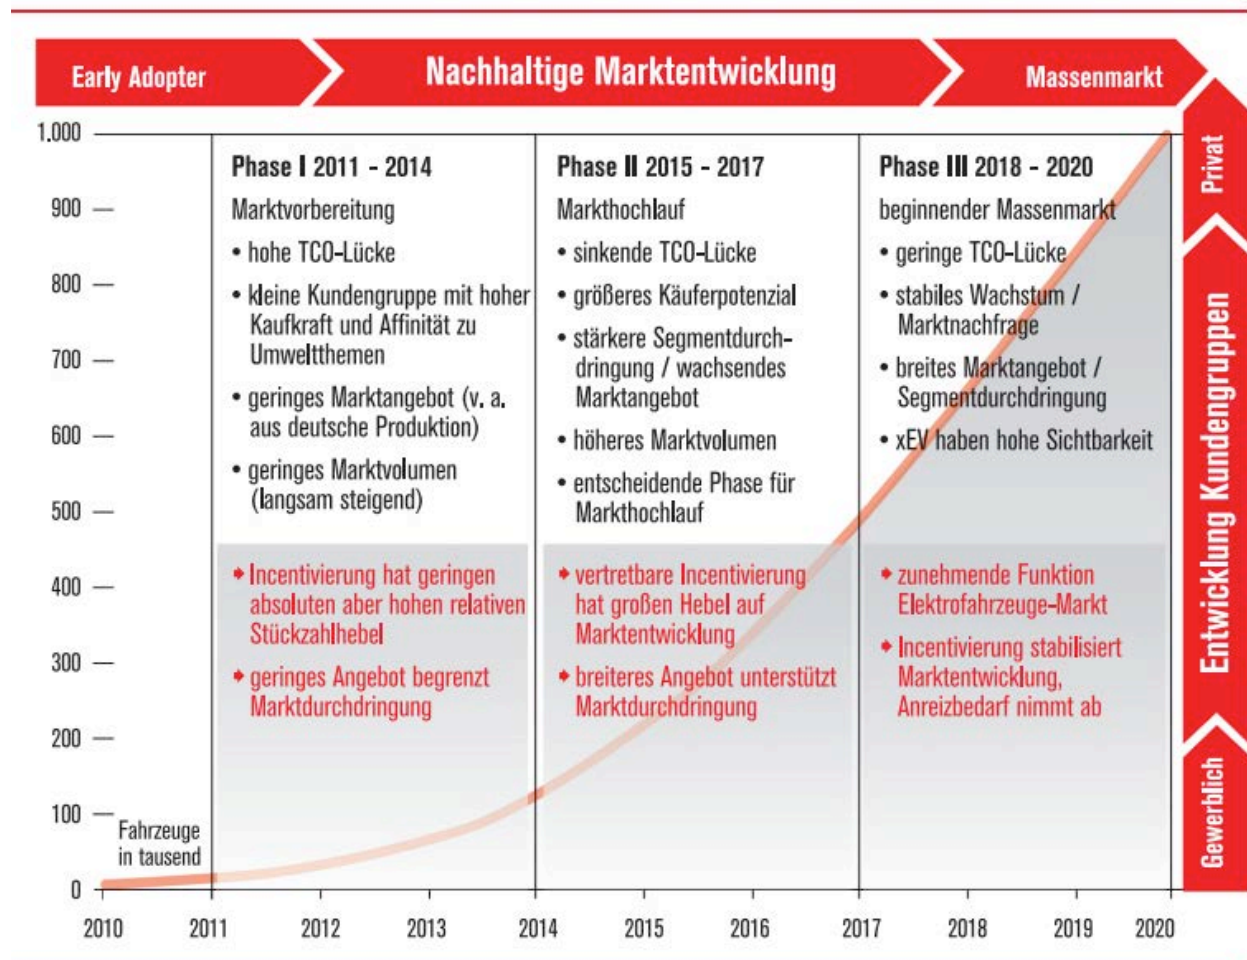 Early Adopter
Nachhaltige Marktentwicklung
Massenmarkt
1.000
900
800
700
600
500
400
300
200
100
0
Fahrzeuge
in tausend
Phase I 2011 - 2014
Marktvorbereitung
• hohe TCO-Lücke
• kleine Kundengruppe mit hoher
Kaufkraft und Affinität zu
Umweltthemen
• geringes Marktangebot (v. a.
aus deutsche Produktion)
• geringes Marktvolumen
(langsam steigend)
➧ Incentivierung hat geringen
absoluten aber hohen relativen
Stückzahlhebel
➧ geringes Angebot begrenzt
Marktdurchdringung
Phase II 2015 - 2017
Markthochlauf
• sinkende TCO-Lücke
• größeres Käuferpotenzial
• stärkere Segmentdurch-
dringung / wachsendes
Marktangebot
• höheres Marktvolumen
• entscheidende Phase für
Markthochlauf
➧ vertretbare Incentivierung
hat großen Hebel auf
Marktentwicklung
➧ breiteres Angebot unterstützt
Marktdurchdringung
Phase III 2018 - 2020
beginnender Massenmarkt
• geringe TCO-Lücke
• stabiles Wachstum /
Marktnachfrage
• breites Marktangebot /
Segmentdurchdringung
• xEV haben hohe Sichtbarkeit
➧ zunehmende Funktion
Elektrofahrzeuge-Markt
➧ Incentivierung stabilisiert
Marktentwicklung,
Anreizbedarf nimmt ab
Privat
Entwicklung Kundengruppen
Gewerblich
2010 2011 2012 2013 2014 2015 2016 2017 2018 2019 2020